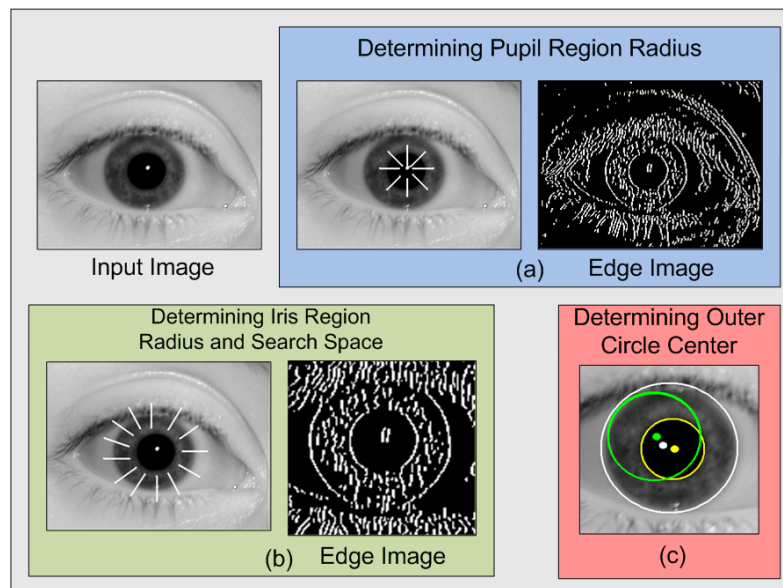 Determining Pupil Region Radius
Input Image
(a)
Edge Image
Determining Iris Region
Radius and Search Space
(b)
Edge Image
Determining Outer
Circle Center
(c)